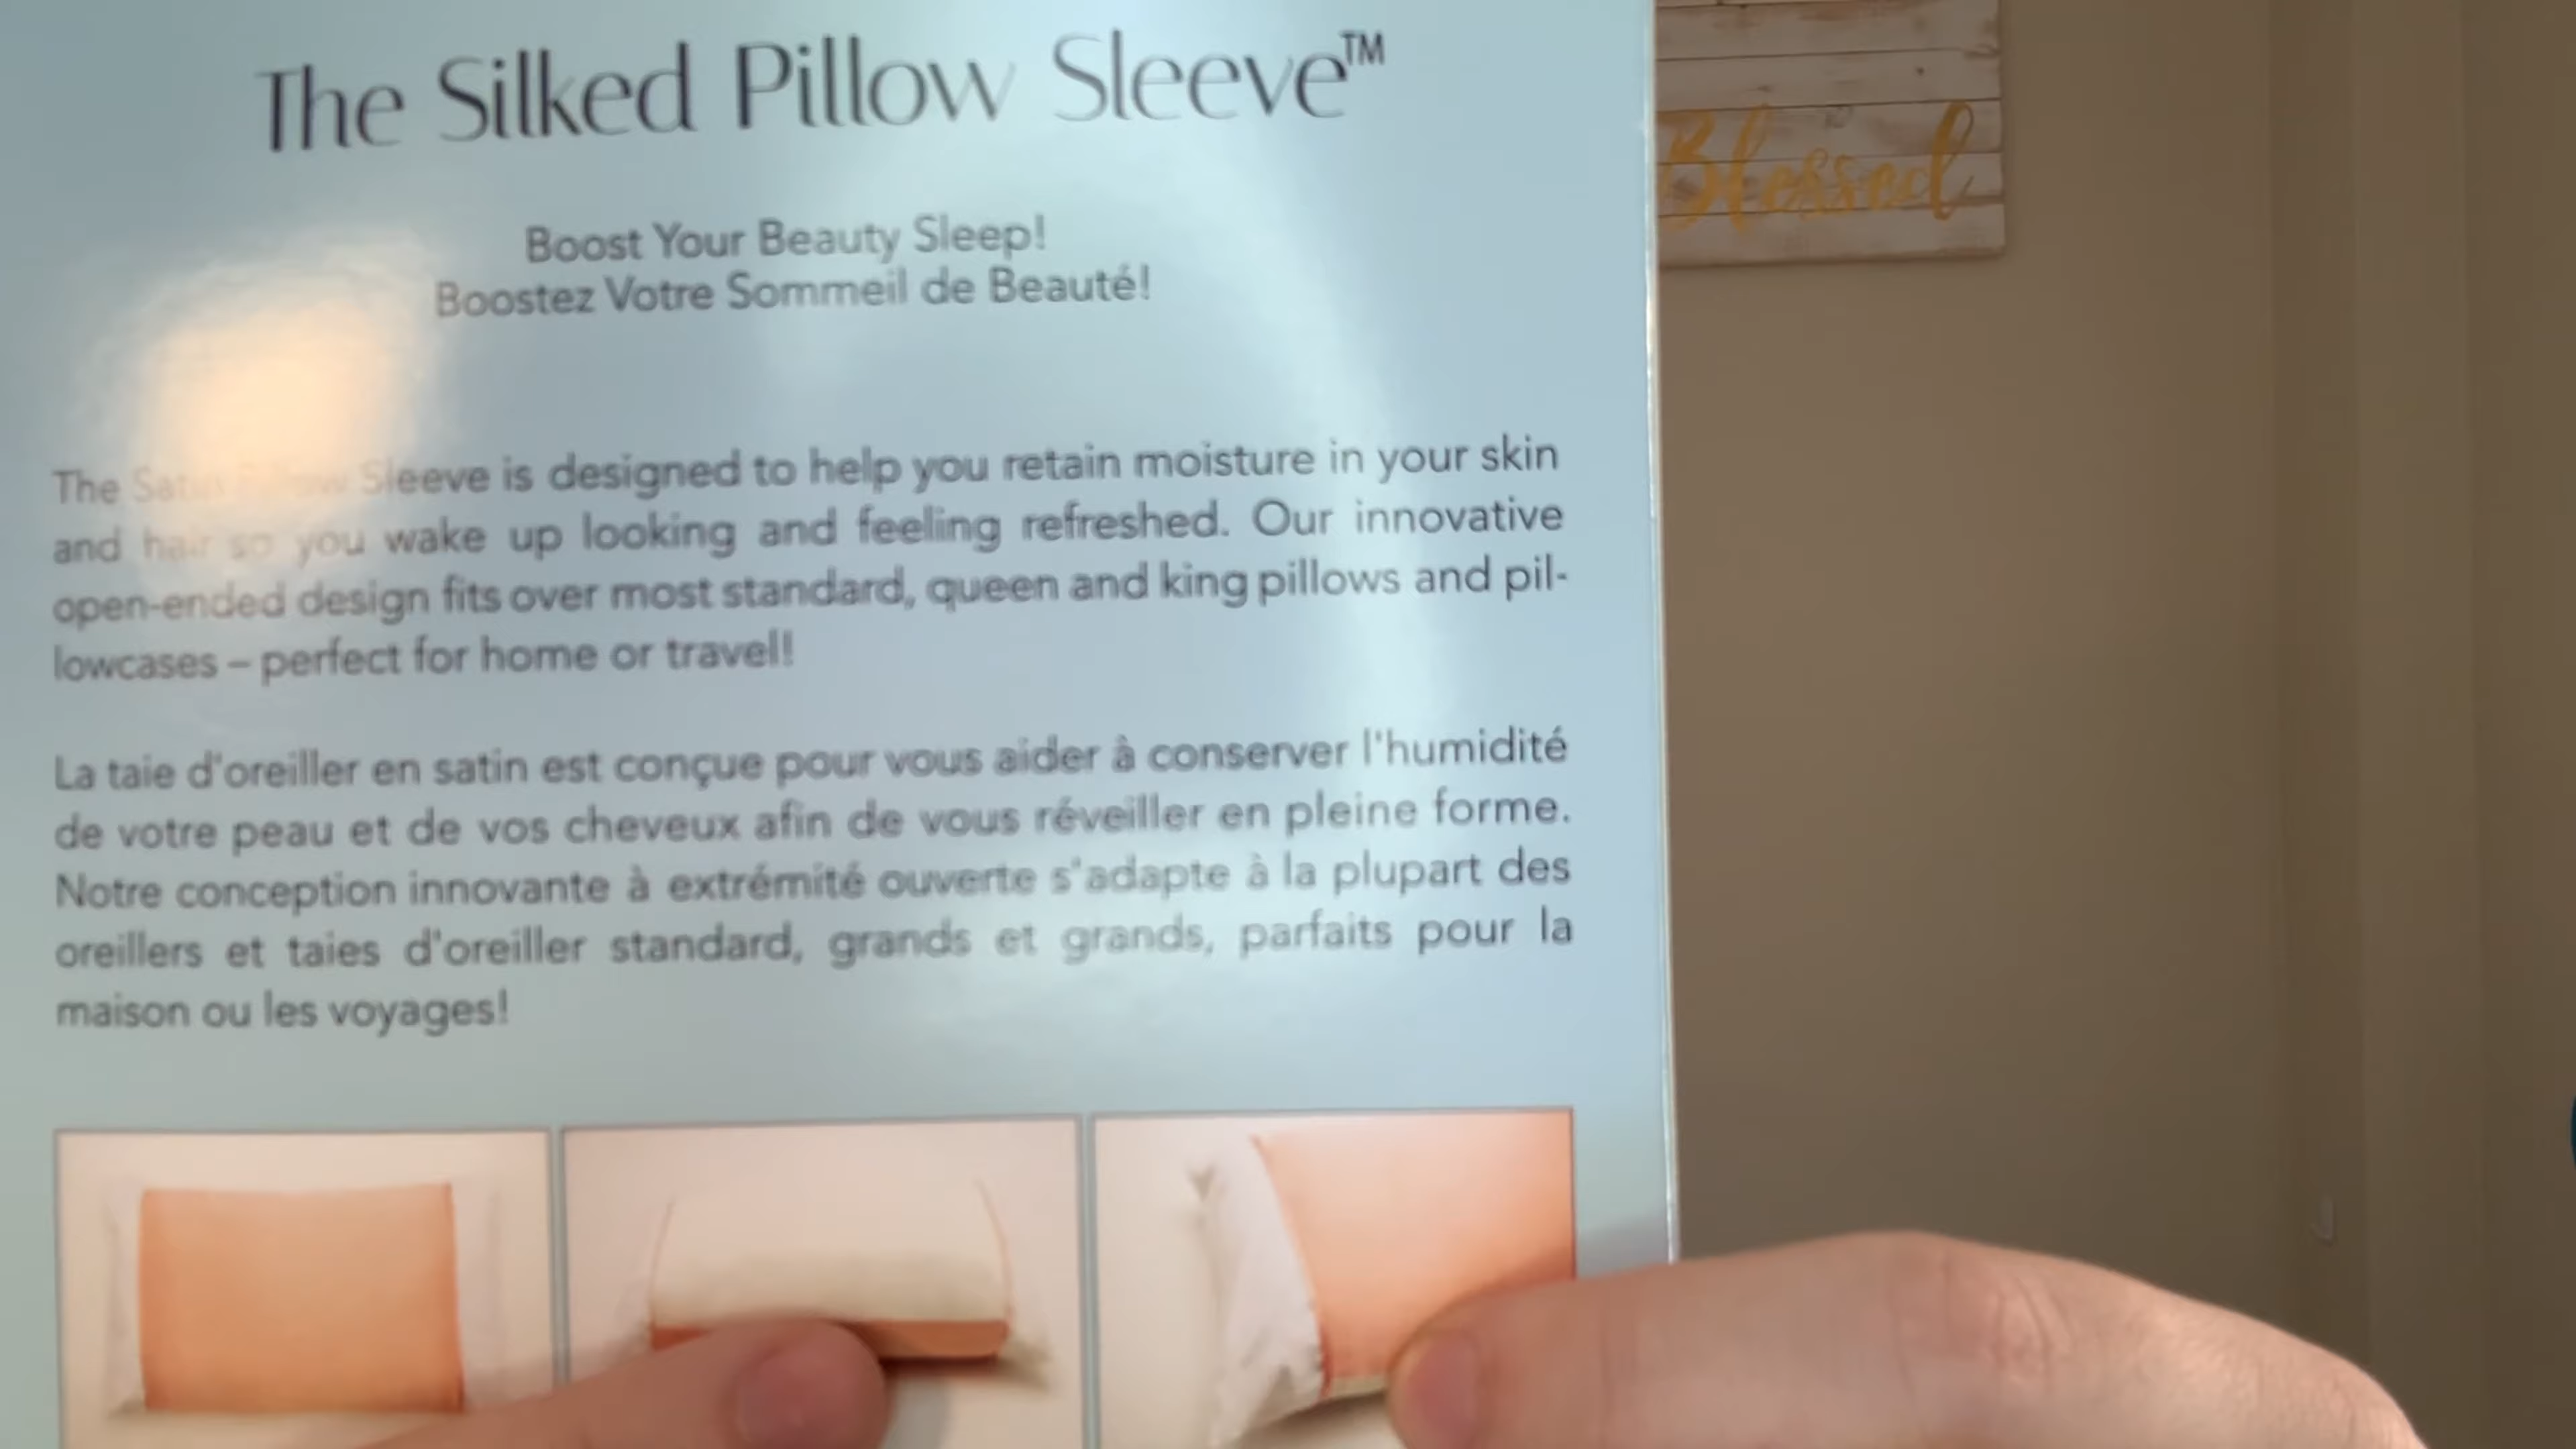 The Silked Pillow Sleeve™
Boost Your Beauty Sleep!
Boostez Votre Sommeil de Beauté!
The Satin Pillow Sleeve is designed to help you retain moisture in your skin
and hair so you wake up looking and feeling refreshed. Our innovative
open-ended design fits over most standard, queen and king pillows and pil-
lowcases – perfect for home or travel!
La taie d'oreiller en satin est conçue pour vous aider à conserver l'humidité
de votre peau et de vos cheveux afin de vous réveiller en pleine forme.
Notre conception innovante à extrémité ouverte s'adapte à la plupart des
oreillers et taies d'oreiller standard, grands et grands, parfaits pour la
maison ou les voyages!
Blessed